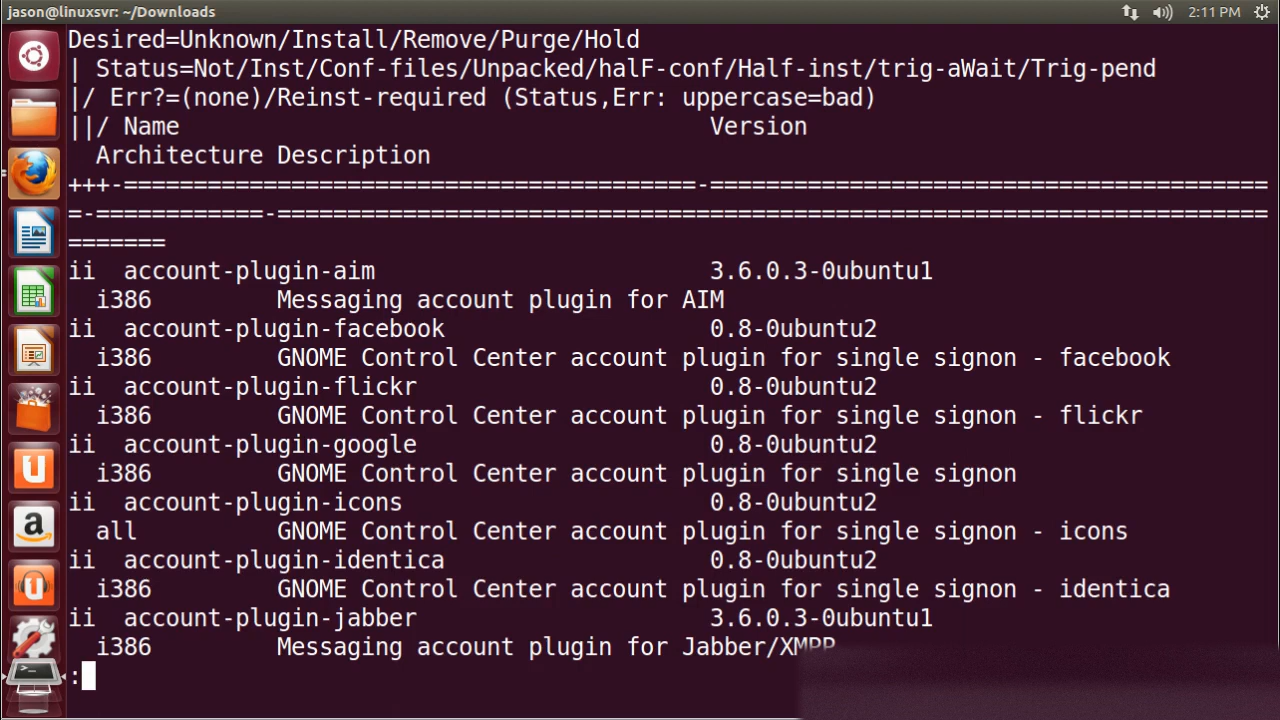 jason@linuxsvr: ~/Downloads
2:11 PM
Desired=Unknown/Install/Remove/Purge/Hold
| Status=Not/Inst/Conf-files/Unpacked/halF-conf/Half-inst/trig-aWait/Trig-pend
|/ Err?=(none)/Reinst-required (Status,Err: uppercase=bad)
||/ Name Version
Architecture Description
+++-=========================================-========================================
=-============-=======================================================================
=======
ii account-plugin-aim 3.6.0.3-0ubuntu1
i386 Messaging account plugin for AIM
ii account-plugin-facebook 0.8-0ubuntu2
i386 GNOME Control Center account plugin for single signon - facebook
ii account-plugin-flickr 0.8-0ubuntu2
i386 GNOME Control Center account plugin for single signon - flickr
ii account-plugin-google 0.8-0ubuntu2
i386 GNOME Control Center account plugin for single signon
ii account-plugin-icons 0.8-0ubuntu2
all GNOME Control Center account plugin for single signon - icons
ii account-plugin-identica 0.8-0ubuntu2
i386 GNOME Control Center account plugin for single signon - identica
ii account-plugin-jabber 3.6.0.3-0ubuntu1
i386 Messaging account plugin for Jabber/XMPP
: